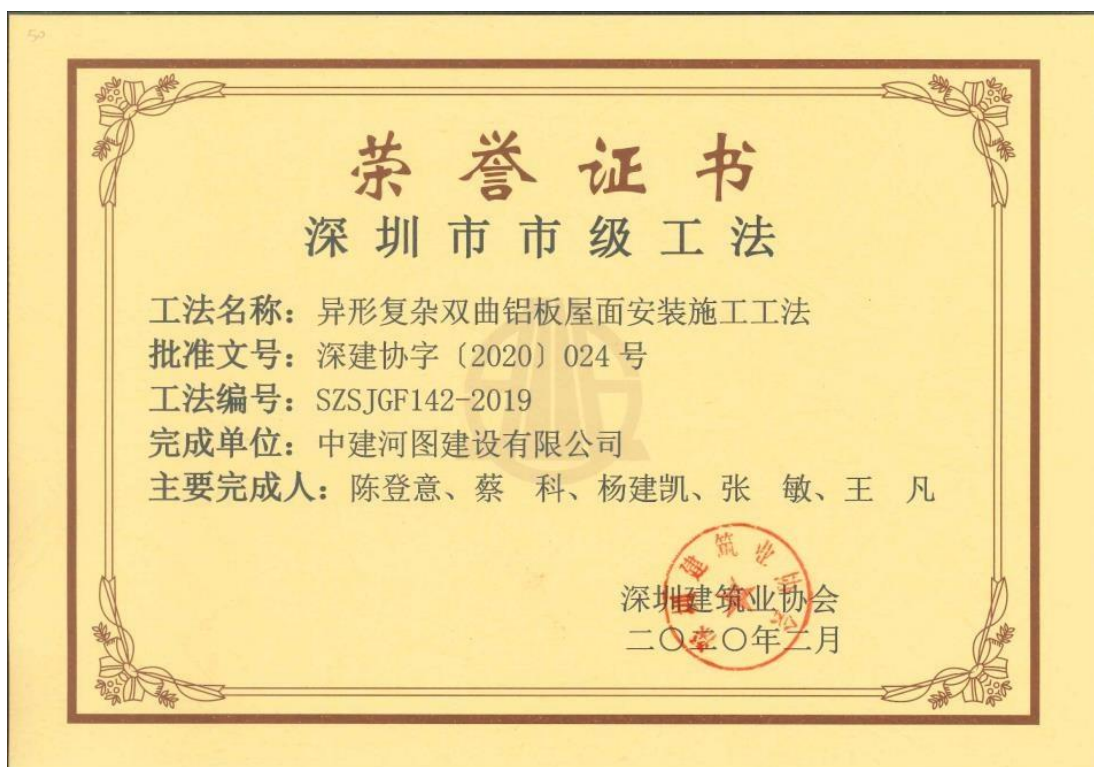 荣誉证书
深圳市市级工法
工法名称：异形复杂双曲铝板屋面安装施工工法
批准文号：深建协字〔2020〕024号
工法编号：SZSJGF142-2019
完成单位：中建河图建设有限公司
主要完成人：陈登意、蔡　科、杨建凯、张　敏、王　凡
深圳建筑业协会
二〇二〇年二月